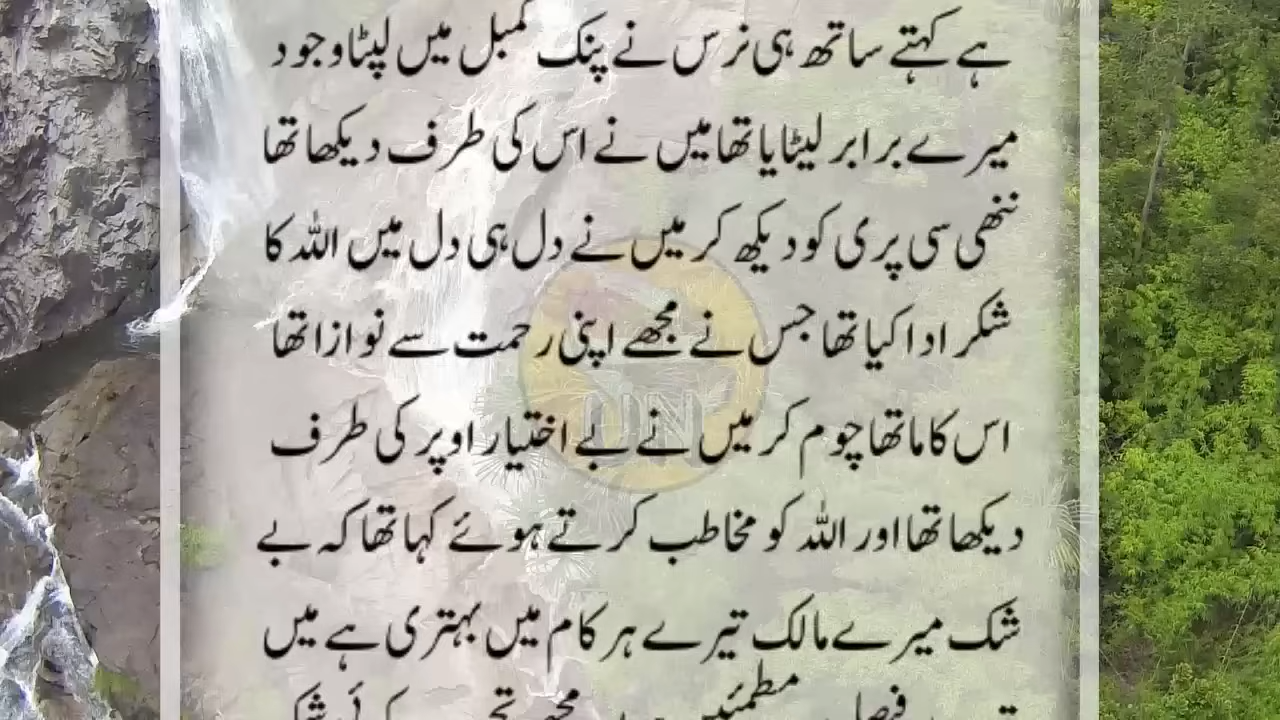 ہے کہتے ساتھ ہی نرس نے پنک کمبل میں لپٹا وجود
میرے برابر لیٹایا تھا میں نے اس کی طرف دیکھا تھا
ننھی سی پری کو دیکھ کر میں نے دل ہی دل میں اللہ کا
شکر ادا کیا تھا جس نے مجھے اپنی رحمت سے نوازا تھا
اس کا ماتھا چوم کر میں نے بے اختیار اوپر کی طرف
دیکھا تھا اور اللہ کو مخاطب کرتے ہوئے کہا تھا کہ بے
شک میرے مالک تیرے ہر کام میں بہتری ہے میں
مطمئن
UN